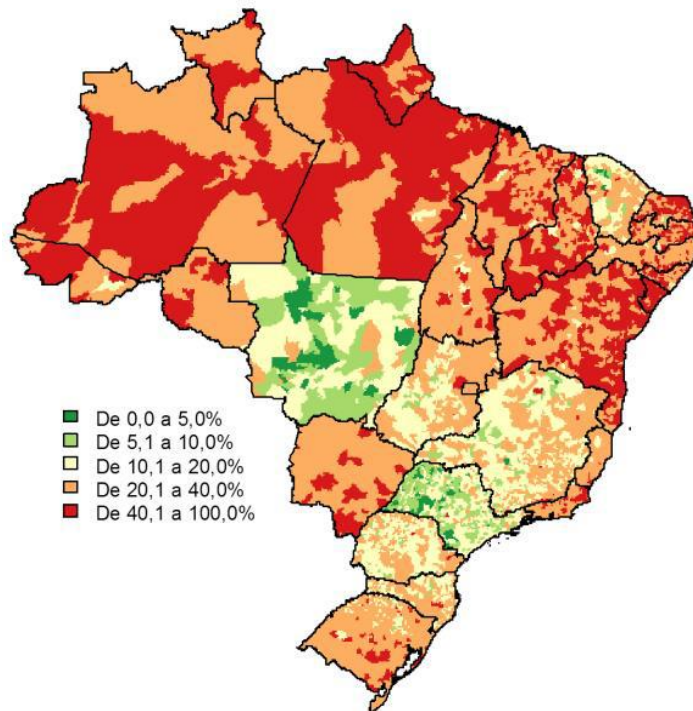 De 0,0 a 5,0%
De 5,1 a 10,0%
De 10,1 a 20,0%
De 20,1 a 40,0%
De 40,1 a 100,0%